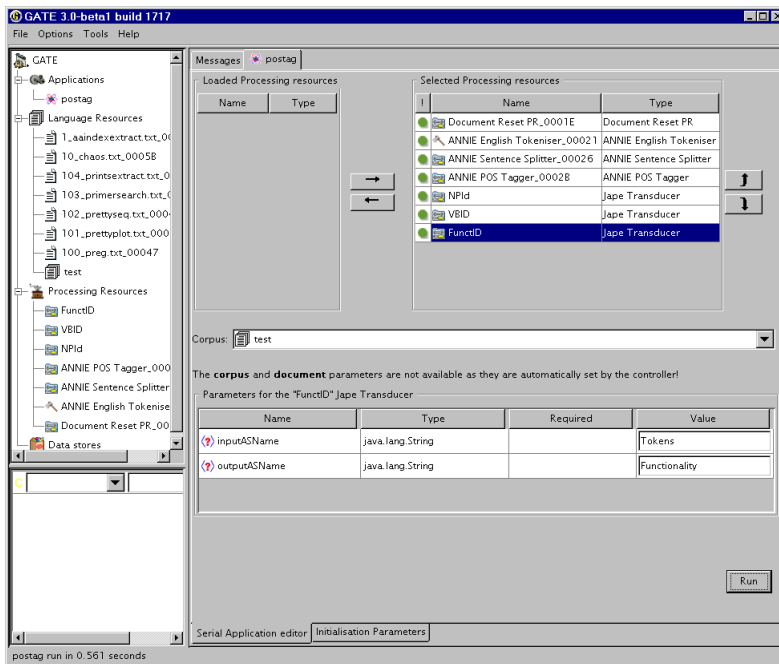 GATE 3.0-beta1 build 1717
File Options Tools Help
GATE
Applications
postag
Language Resources
1_aaindexextract.txt_00
10_chaos.txt_0005B
104_printsextract.txt_0
103_primersearch.txt_0
102_prettyseq.txt_000
101_prettyplot.txt_000
100_preg.txt_00047
test
Processing Resources
FunctID
VBID
NPId
ANNIE POS Tagger_000
ANNIE Sentence Splitter
ANNIE English Tokenise
Document Reset PR_00
Data stores
C
Messages postag
Loaded Processing resources
Name Type
Selected Processing resources
! Name Type
Document Reset PR_0001E Document Reset PR
ANNIE English Tokeniser_00021 ANNIE English Tokeniser
ANNIE Sentence Splitter_00026 ANNIE Sentence Splitter
ANNIE POS Tagger_0002B ANNIE POS Tagger
NPId Jape Transducer
VBID Jape Transducer
FunctID Jape Transducer
Corpus: test
The corpus and document parameters are not available as they are automatically set by the controller!
Parameters for the "FunctID" Jape Transducer
Name Type Required Value
<?> inputASName java.lang.String Tokens
<?> outputASName java.lang.String Functionality
Run
Serial Application editor Initialisation Parameters
postag run in 0.561 seconds